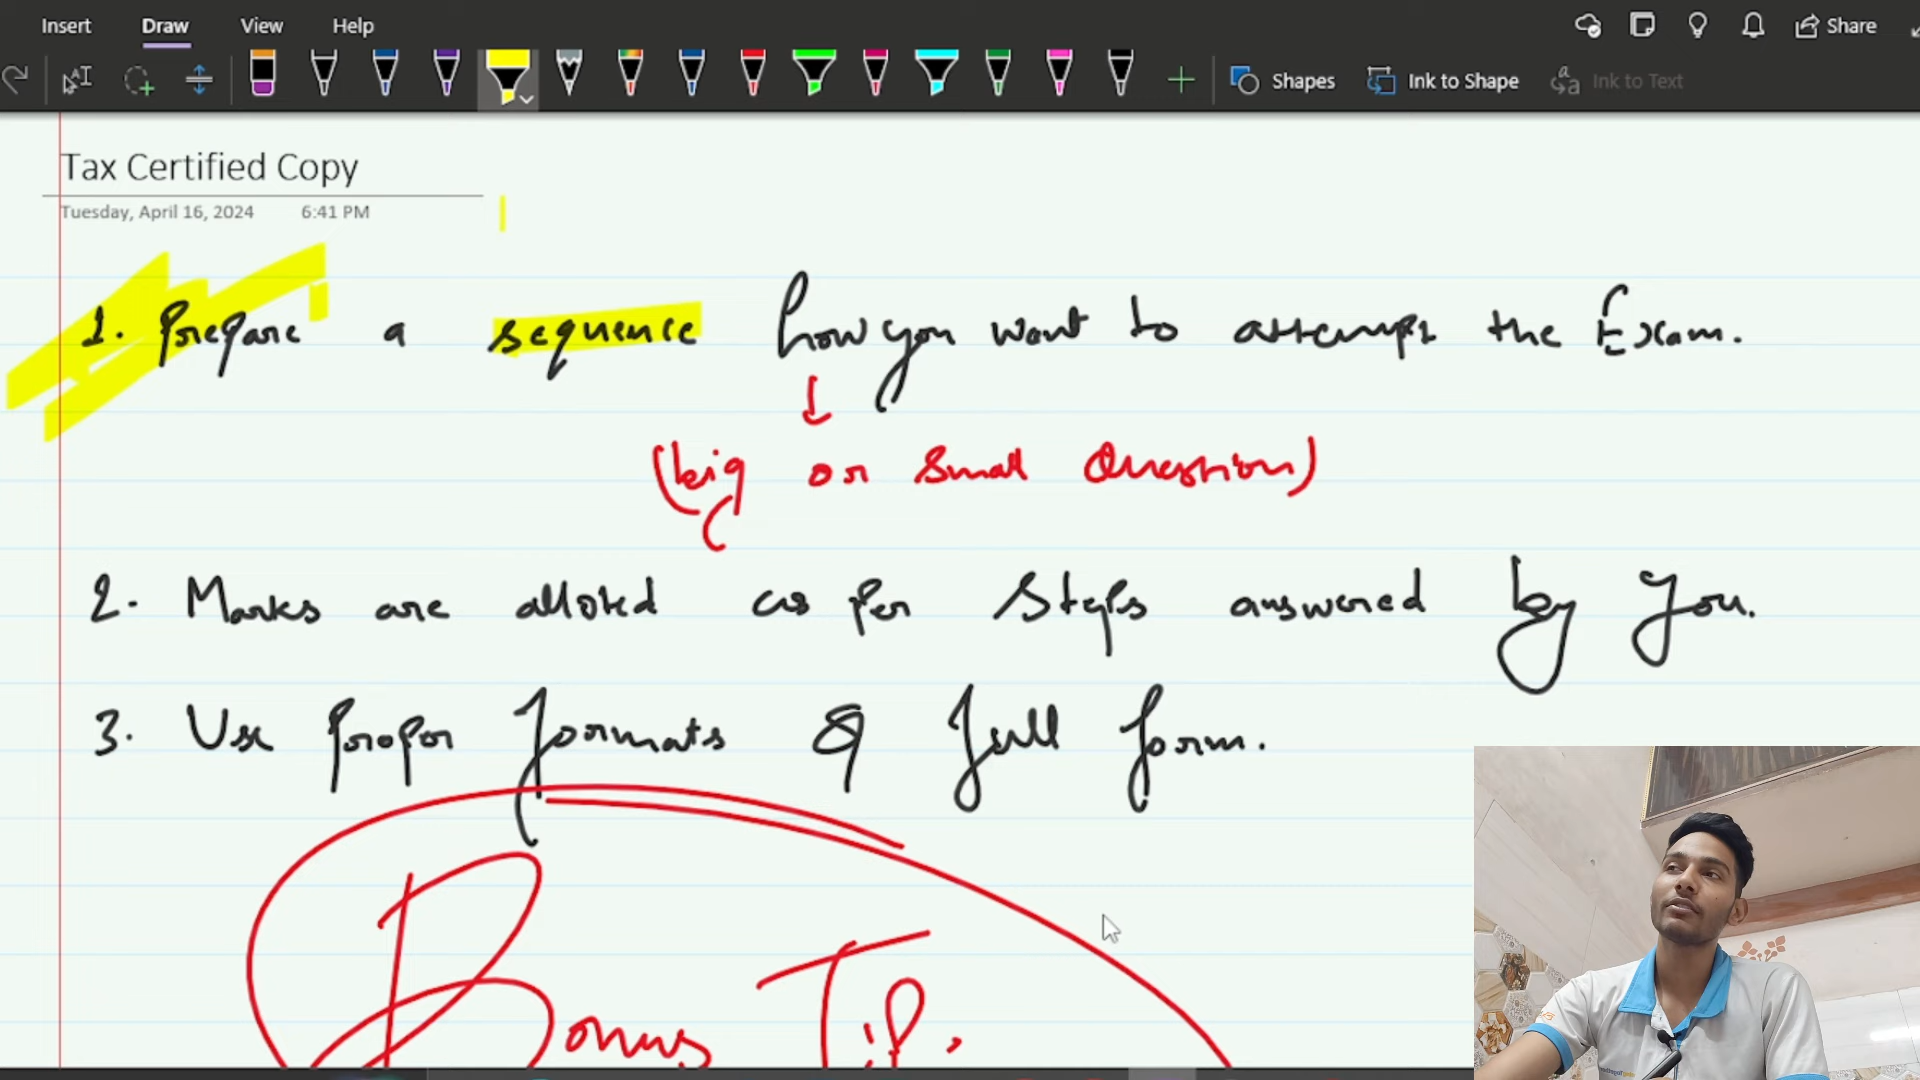 Insert Draw View Help Share
Shapes Ink to Shape Ink to Text
Tax Certified Copy
Tuesday, April 16, 2024 6:41 PM
1. Prepare a sequence how you want to attempt the Exam.
(big or Small Question)
2. Marks are alloted as per Steps answered by you.
3. Use proper formats & full form.
Bonus Tip.